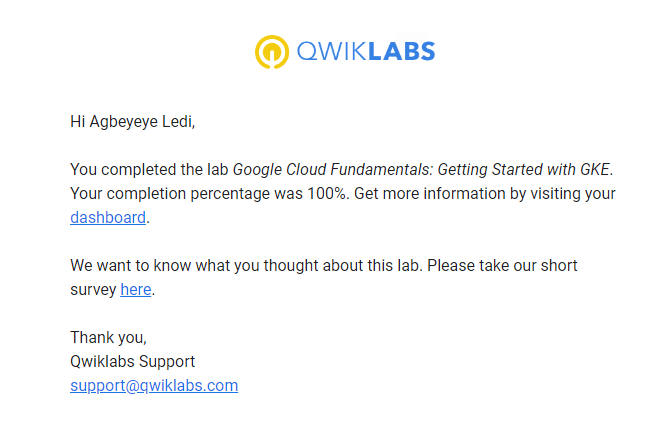 QWIKLABS
Hi Agbeyeye Ledi,
You completed the lab Google Cloud Fundamentals: Getting Started with GKE.
Your completion percentage was 100%. Get more information by visiting your
dashboard.
We want to know what you thought about this lab. Please take our short
survey here.
Thank you,
Qwiklabs Support
support@qwiklabs.com